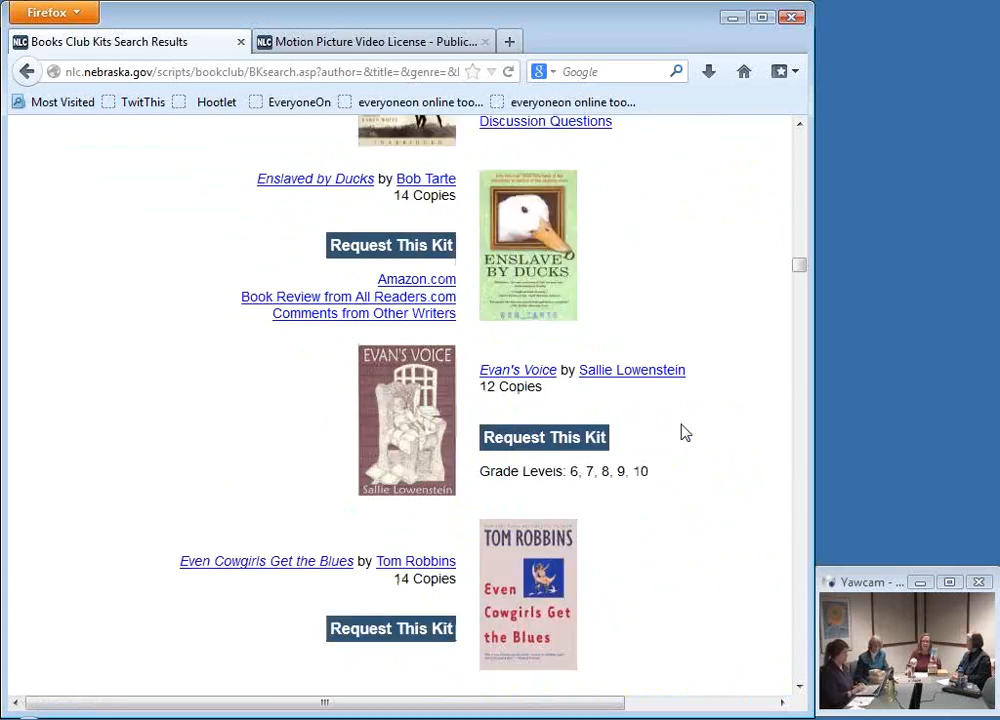 Firefox
NLC Books Club Kits Search Results
NLC Motion Picture Video License - Public...
nlc.nebraska.gov/scripts/bookclub/BKsearch.asp?author=&title=&genre=&l
Google
Most Visited
TwitThis
Hootlet
EveryoneOn
everyoneon online too...
everyoneon online too...
UNABRIDGED
Discussion Questions
Enslaved by Ducks by Bob Tarte
14 Copies
Request This Kit
Amazon.com
Book Review from All Readers.com
Comments from Other Writers
ENSLAVE
BY DUCKS
BOB TARTE
EVAN'S VOICE
Sallie Lowenstein
Evan's Voice by Sallie Lowenstein
12 Copies
Request This Kit
Grade Levels: 6, 7, 8, 9, 10
Even Cowgirls Get the Blues by Tom Robbins
14 Copies
Request This Kit
TOM ROBBINS
Even
Cowgirls Get
the Blues
Yawcam - ...